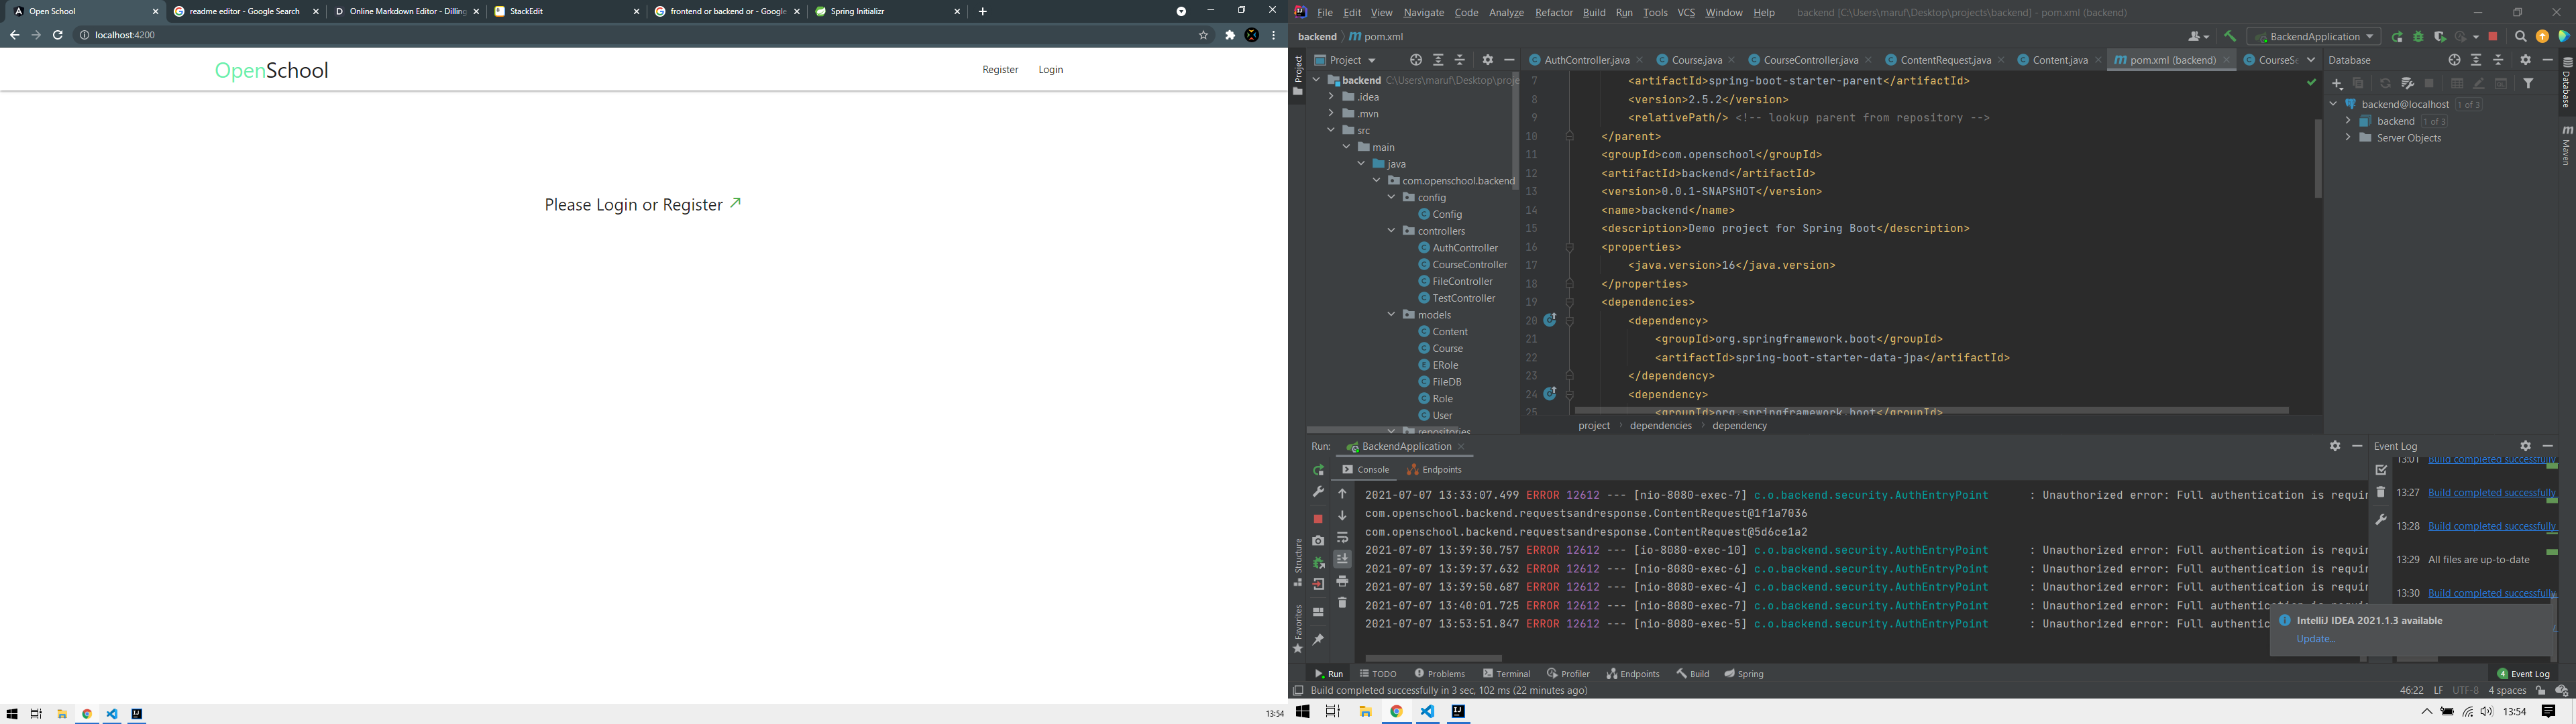 Open School
readme editor - Google Search
Online Markdown Editor - Dilling
StackEdit
frontend or backend or - Google
Spring Initializr
localhost:4200
OpenSchool
Register
Login
Please Login or Register
13:54
File Edit View Navigate Code Analyze Refactor Build Run Tools VCS Window Help
backend [C:\Users\maruf\Desktop\projects\backend] - pom.xml (backend)
backend
pom.xml
BackendApplication
Project
Project
backend C:\Users\maruf\Desktop\proje
.idea
.mvn
src
main
java
com.openschool.backend
config
Config
controllers
AuthController
CourseController
FileController
TestController
models
Content
Course
ERole
FileDB
Role
User
repositories
AuthController.java
Course.java
CourseController.java
ContentRequest.java
Content.java
pom.xml (backend)
CourseSe
7 <artifactId>spring-boot-starter-parent</artifactId>
8 <version>2.5.2</version>
9 <relativePath/> <!-- lookup parent from repository -->
10 </parent>
11 <groupId>com.openschool</groupId>
12 <artifactId>backend</artifactId>
13 <version>0.0.1-SNAPSHOT</version>
14 <name>backend</name>
15 <description>Demo project for Spring Boot</description>
16 <properties>
17 <java.version>16</java.version>
18 </properties>
19 <dependencies>
20 <dependency>
21 <groupId>org.springframework.boot</groupId>
22 <artifactId>spring-boot-starter-data-jpa</artifactId>
23 </dependency>
24 <dependency>
25 <groupId>org.springframework.boot</groupId>
project
dependencies
dependency
Database
backend@localhost 1 of 3
backend 1 of 3
Server Objects
Database
Maven
Run:
BackendApplication
Console
Endpoints
2021-07-07 13:33:07.499 ERROR 12612 --- [nio-8080-exec-7] c.o.backend.security.AuthEntryPoint : Unauthorized error: Full authentication is requir
com.openschool.backend.requestsandresponse.ContentRequest@1f1a7036
com.openschool.backend.requestsandresponse.ContentRequest@5d6ce1a2
2021-07-07 13:39:30.757 ERROR 12612 --- [io-8080-exec-10] c.o.backend.security.AuthEntryPoint : Unauthorized error: Full authentication is requir
2021-07-07 13:39:37.632 ERROR 12612 --- [nio-8080-exec-6] c.o.backend.security.AuthEntryPoint : Unauthorized error: Full authentication is requir
2021-07-07 13:39:50.687 ERROR 12612 --- [nio-8080-exec-4] c.o.backend.security.AuthEntryPoint : Unauthorized error: Full authentication is requir
2021-07-07 13:40:01.725 ERROR 12612 --- [nio-8080-exec-7] c.o.backend.security.AuthEntryPoint : Unauthorized error: Full authentication is requir
2021-07-07 13:53:51.847 ERROR 12612 --- [nio-8080-exec-5] c.o.backend.security.AuthEntryPoint : Unauthorized error: Full
Structure
Favorites
Event Log
13:01 Build completed successfully
13:27 Build completed successfully
13:28 Build completed successfully
13:29 All files are up-to-date
13:30 Build completed successfully
IntelliJ IDEA 2021.1.3 available
Update...
Run
TODO
Problems
Terminal
Profiler
Endpoints
Build
Spring
4 Event Log
Build completed successfully in 3 sec, 102 ms (22 minutes ago)
46:22 LF UTF-8 4 spaces
13:54